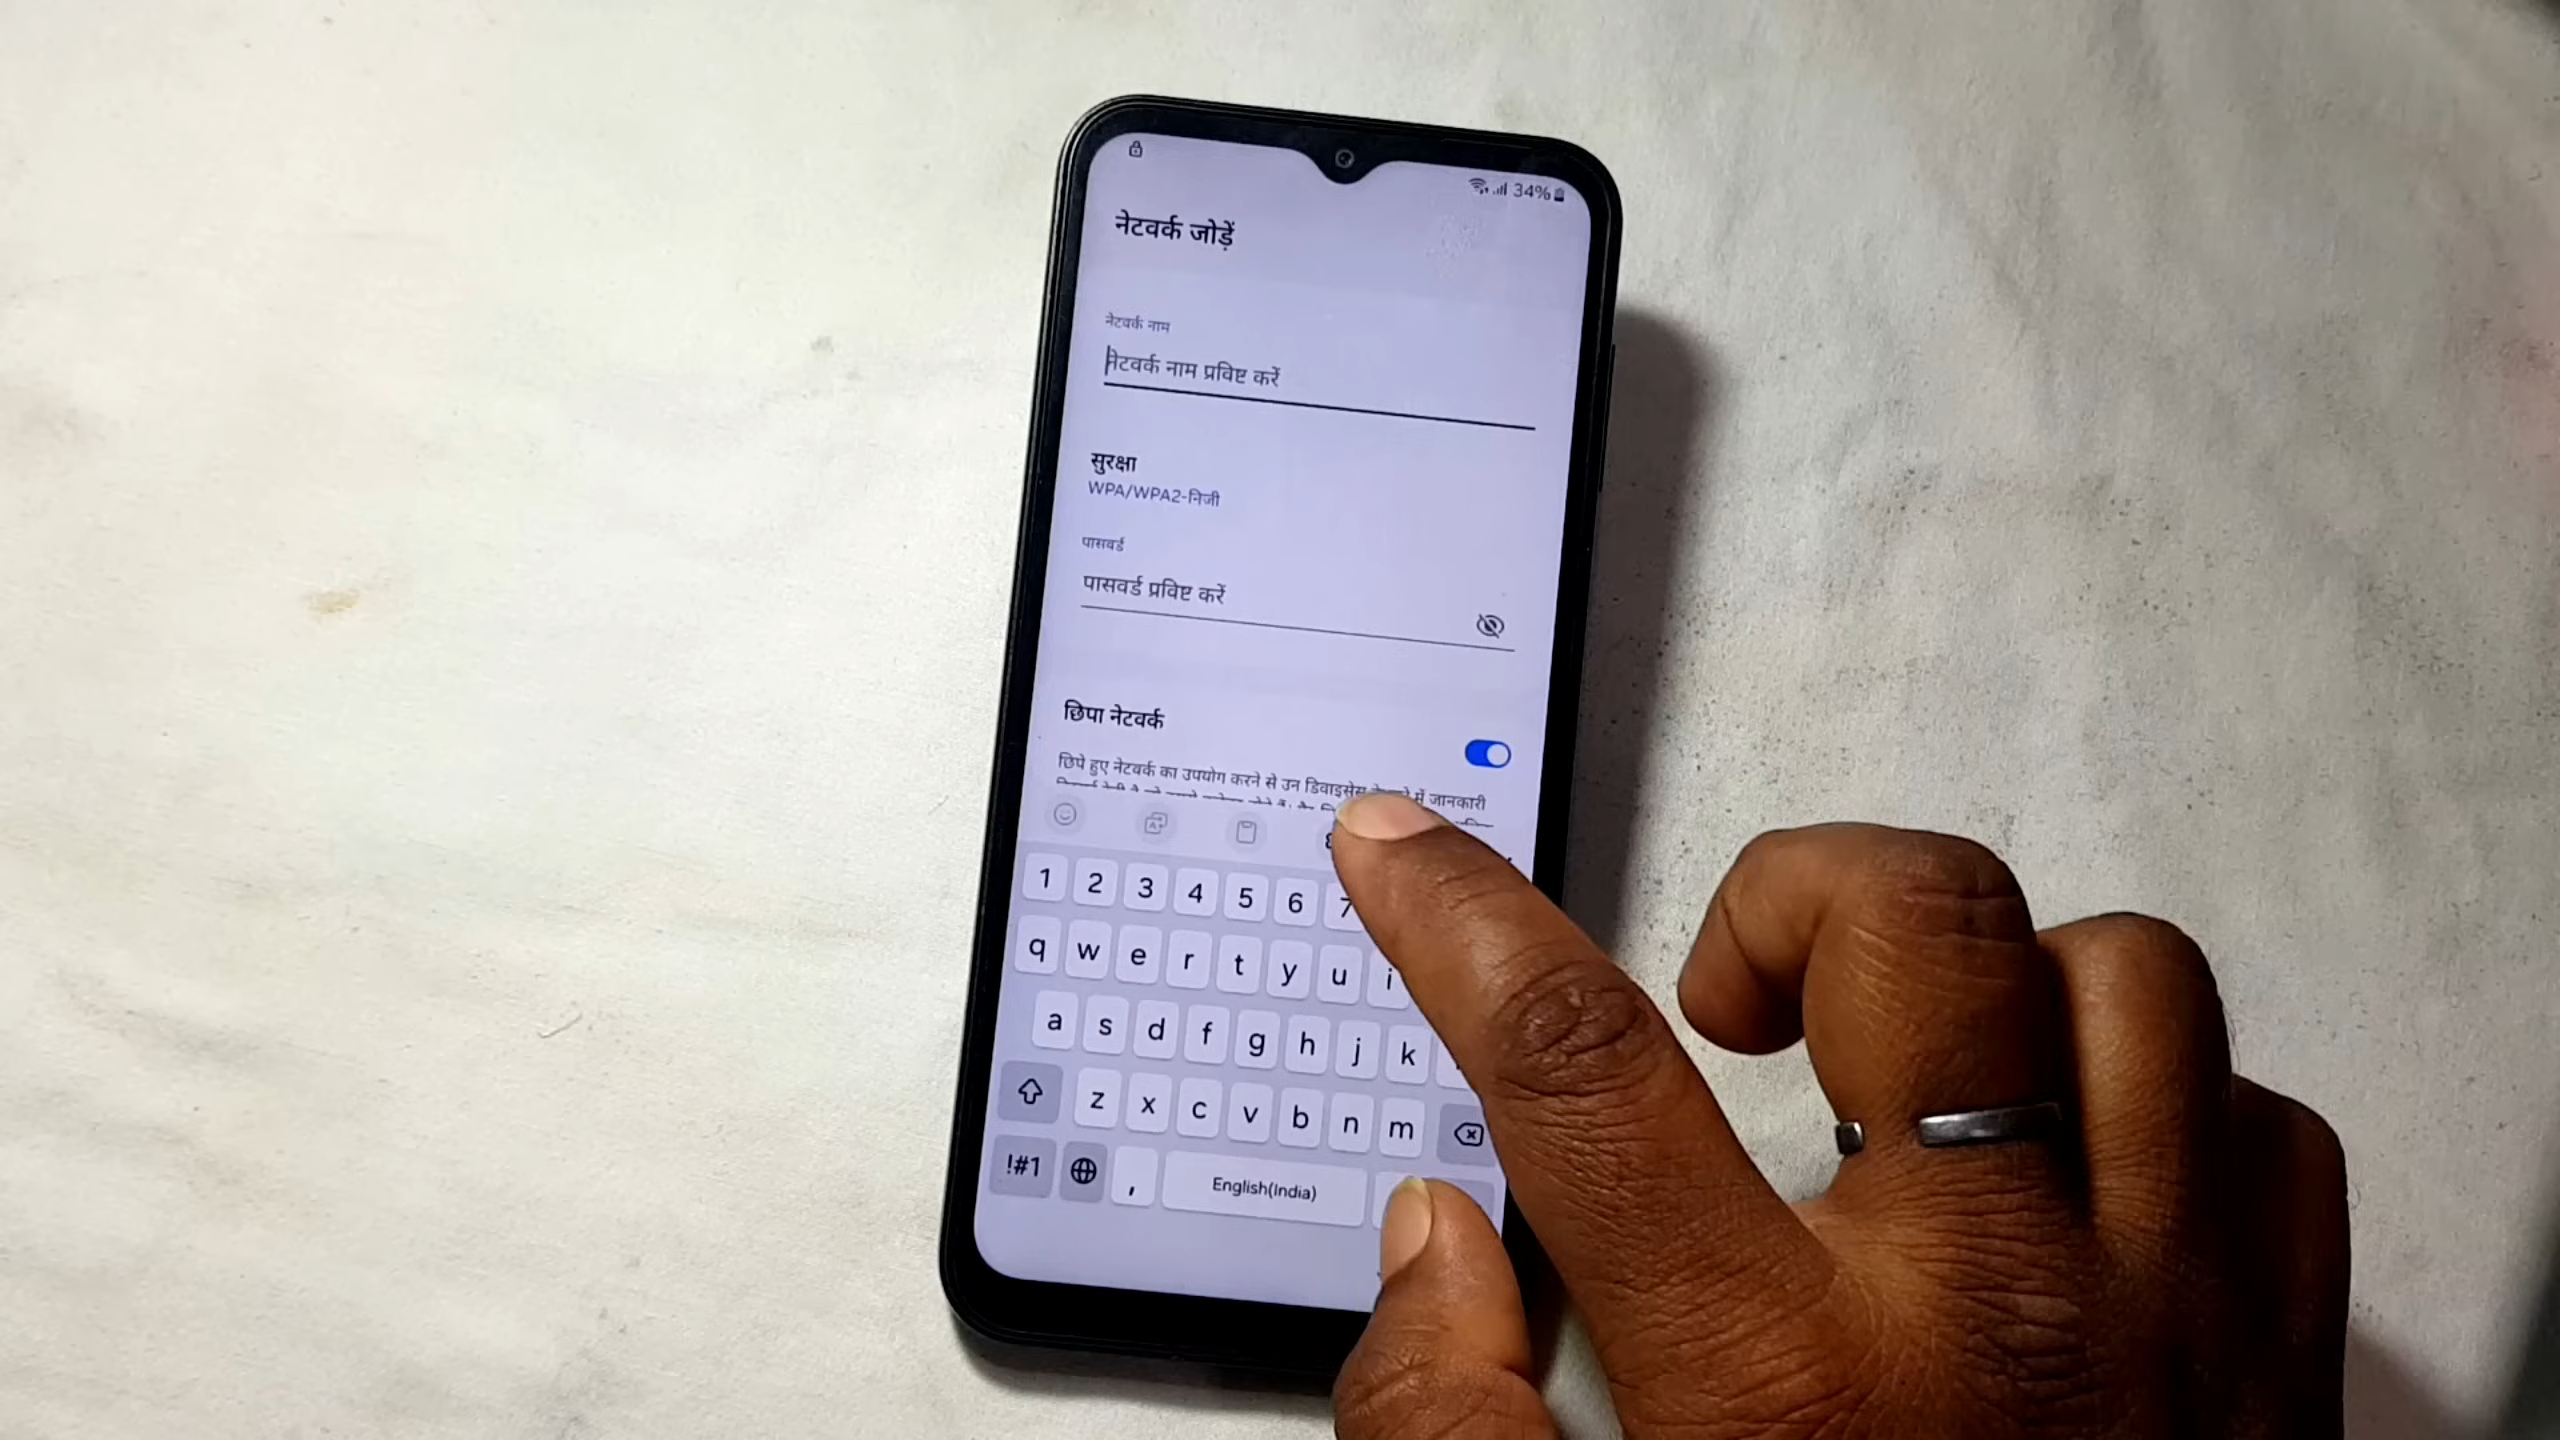 34%
नेटवर्क जोड़ें
नेटवर्क नाम
नेटवर्क नाम प्रविष्ट करें
सुरक्षा
WPA/WPA2-निजी
पासवर्ड
पासवर्ड प्रविष्ट करें
छिपा नेटवर्क
छिपे हुए नेटवर्क का उपयोग करने से उन डिवाइसेस में जानकारी
1 2 3 4 5 6 7
q w e r t y u i
a s d f g h j k
z x c v b n m
!#1 , English(India)